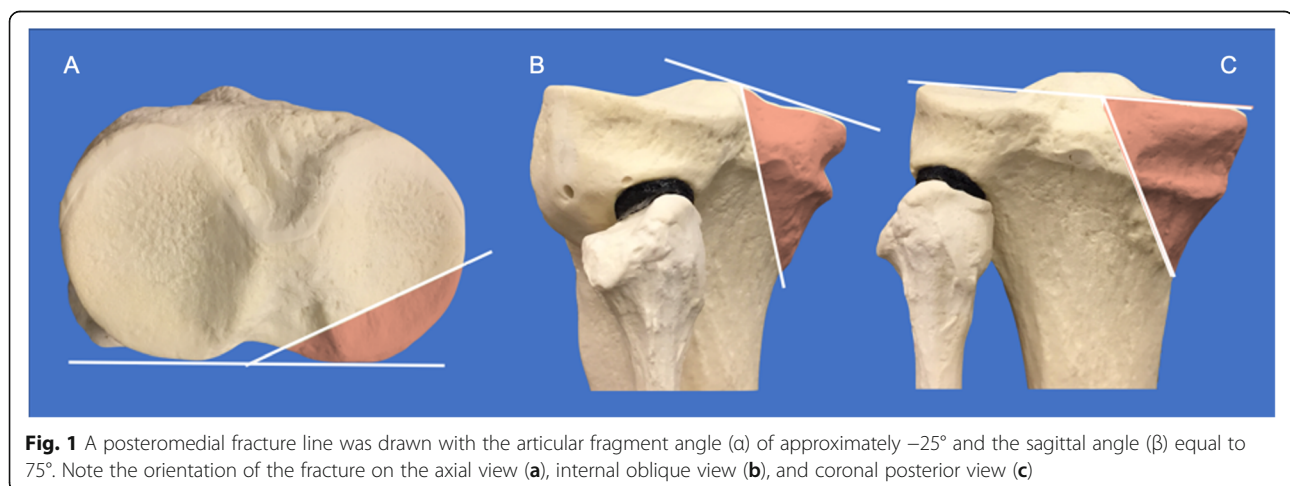 A
B
C
Fig. 1 A posteromedial fracture line was drawn with the articular fragment angle (α) of approximately −25° and the sagittal angle (β) equal to
75°. Note the orientation of the fracture on the axial view (a), internal oblique view (b), and coronal posterior view (c)